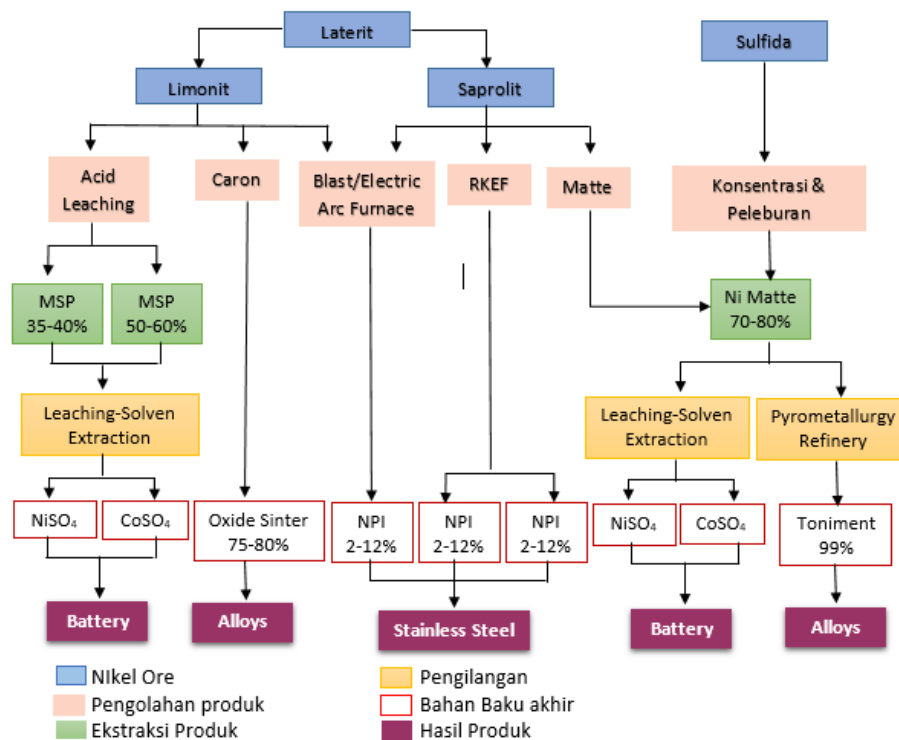 Laterit
Sulfida
Limonit
Saprolit
Acid
Leaching
Caron
Blast/Electric
Arc Furnace
RKEF
Matte
Konsentrasi &
Peleburan
MSP
35-40%
MSP
50-60%
Ni Matte
70-80%
Leaching-Solven
Extraction
Leaching-Solven
Extraction
Pyrometallurgy
Refinery
NiSO₄
CoSO₄
Oxide Sinter
75-80%
NPI
2-12%
NPI
2-12%
NPI
2-12%
NiSO₄
CoSO₄
Toniment
99%
Battery
Alloys
Stainless Steel
Battery
Alloys
NIkel Ore
Pengolahan produk
Ekstraksi Produk
Pengilangan
Bahan Baku akhir
Hasil Produk